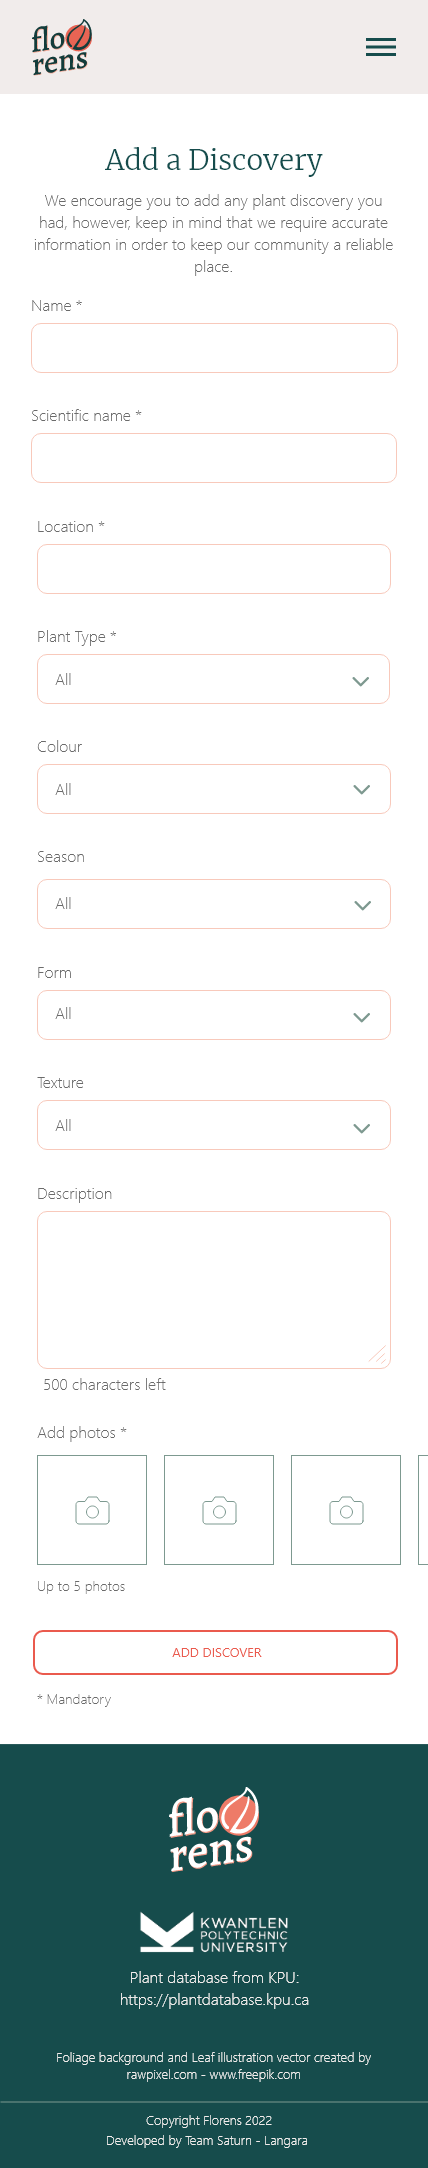 floorens
Add a Discovery
We encourage you to add any plant discovery you
had, however, keep in mind that we require accurate
information in order to keep our community a reliable
place.
Name *
Scientific name *
Location *
Plant Type *
All
Colour
All
Season
All
Form
All
Texture
All
Description
500 characters left
Add photos *
Up to 5 photos
ADD DISCOVER
* Mandatory
flo
rens
KWANTLEN
POLYTECHNIC
UNIVERSITY
Plant database from KPU:
https://plantdatabase.kpu.ca
Foliage background and Leaf illustration vector created by
rawpixel.com - www.freepik.com
Copyright Florens 2022
Developed by Team Saturn - Langara